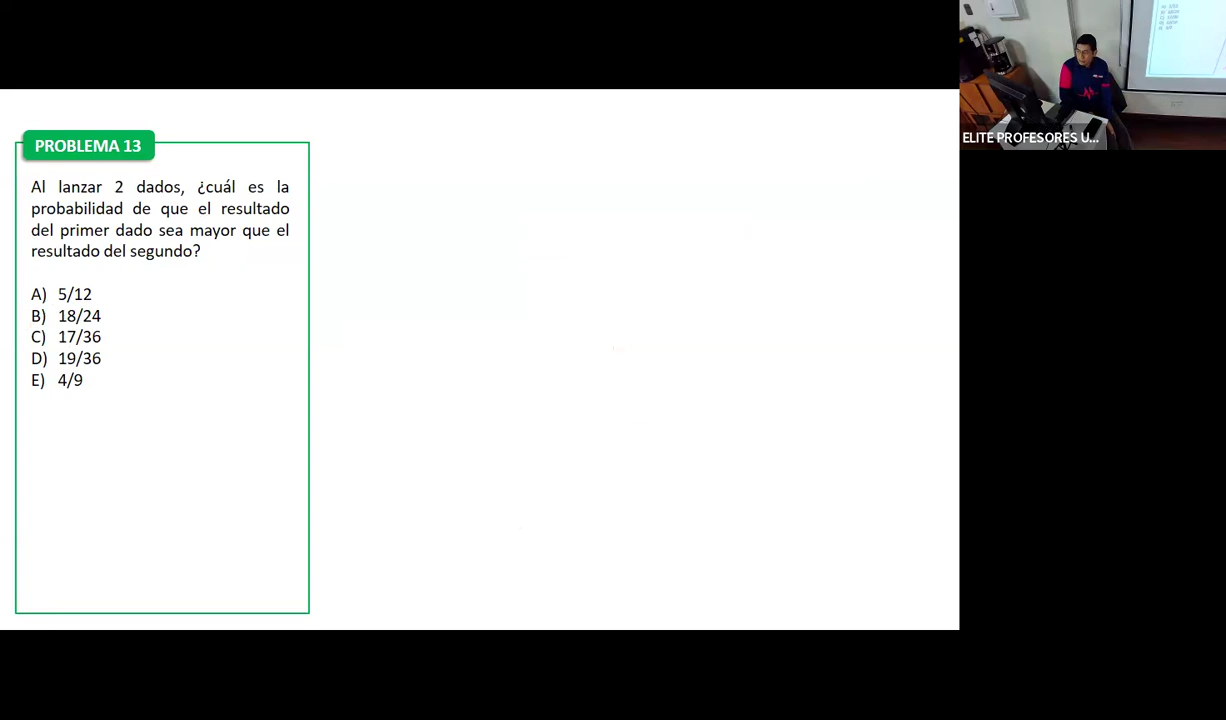 PROBLEMA 13
Al lanzar 2 dados, ¿cuál es la
probabilidad de que el resultado
del primer dado sea mayor que el
resultado del segundo?
A) 5/12
B) 18/24
C) 17/36
D) 19/36
E) 4/9
ELITE PROFESORES U...